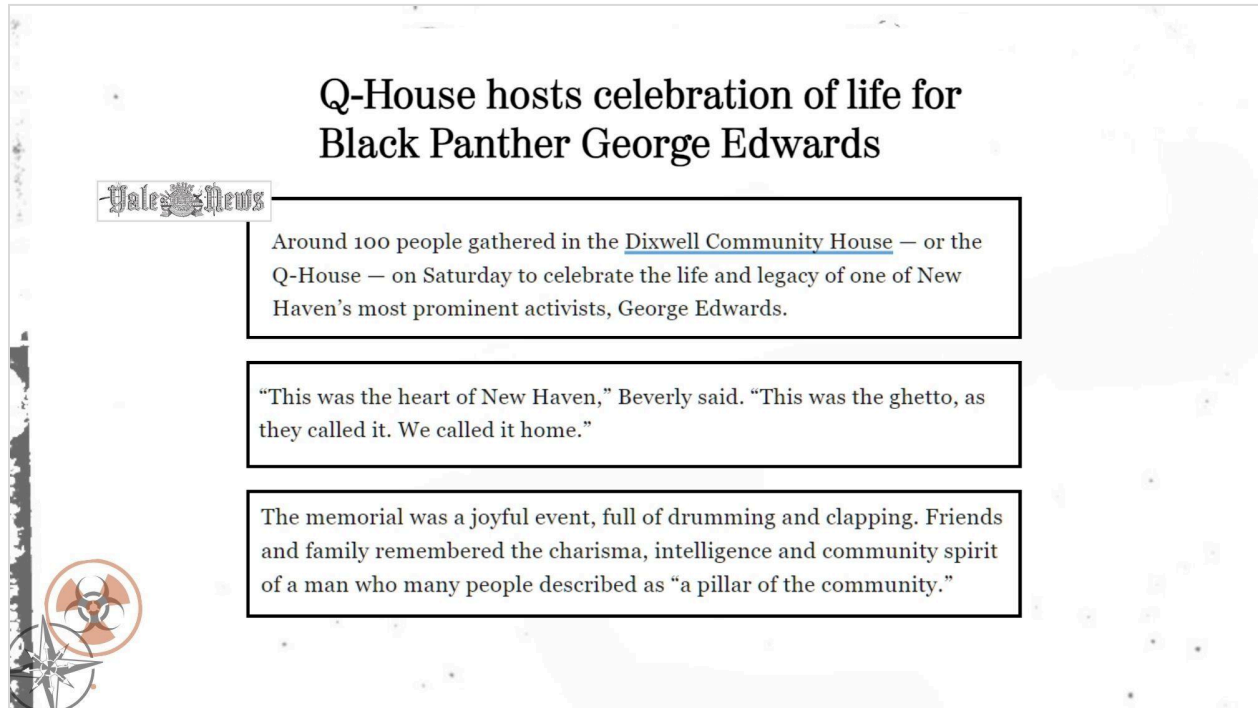 Q-House hosts celebration of life for
Black Panther George Edwards
Yale News
Around 100 people gathered in the Dixwell Community House — or the
Q-House — on Saturday to celebrate the life and legacy of one of New
Haven’s most prominent activists, George Edwards.
“This was the heart of New Haven,” Beverly said. “This was the ghetto, as
they called it. We called it home.”
The memorial was a joyful event, full of drumming and clapping. Friends
and family remembered the charisma, intelligence and community spirit
of a man who many people described as “a pillar of the community.”